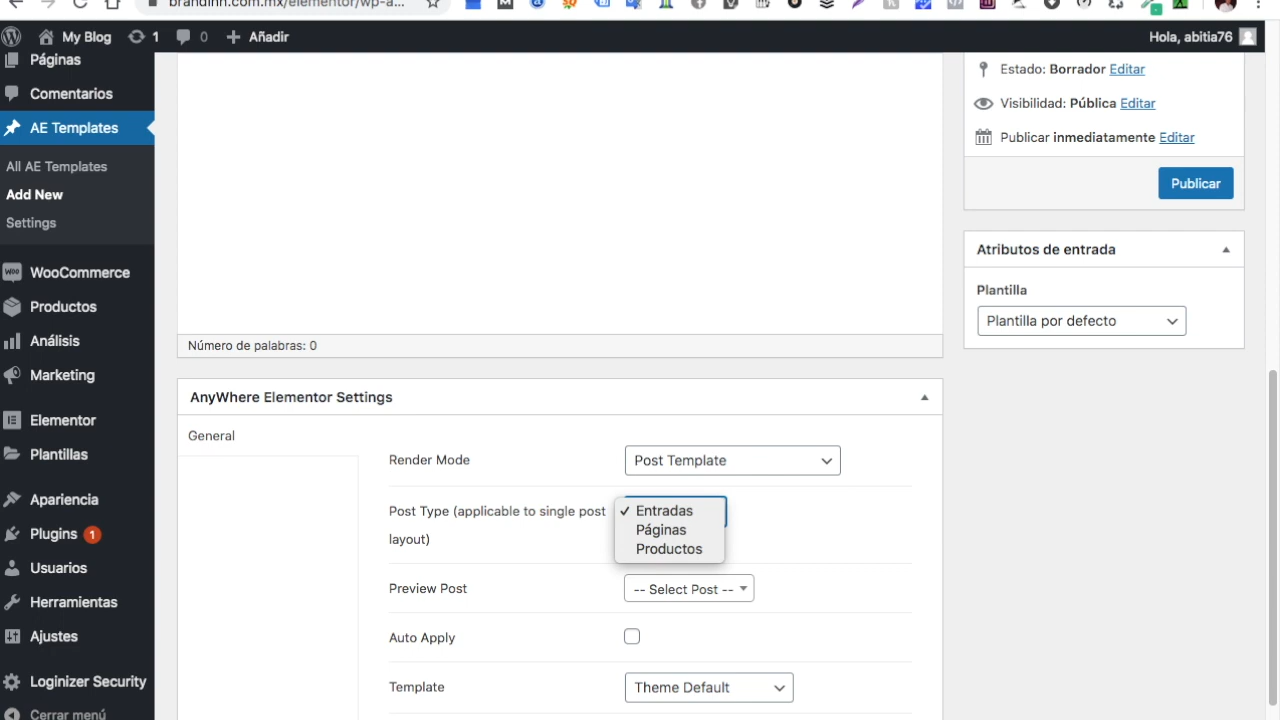 brandinn.com.mx/elementor/wp-a...
My Blog
1
0
Añadir
Hola, abitia76
Páginas
Comentarios
AE Templates
All AE Templates
Add New
Settings
WooCommerce
Productos
Análisis
Marketing
Elementor
Plantillas
Apariencia
Plugins 1
Usuarios
Herramientas
Ajustes
Loginizer Security
Cerrar menú
Número de palabras: 0
AnyWhere Elementor Settings
General
Render Mode
Post Template
Post Type (applicable to single post
layout)
✓ Entradas
Páginas
Productos
Preview Post
-- Select Post --
Auto Apply
Template
Theme Default
Estado: Borrador Editar
Visibilidad: Pública Editar
Publicar inmediatamente Editar
Publicar
Atributos de entrada
Plantilla
Plantilla por defecto